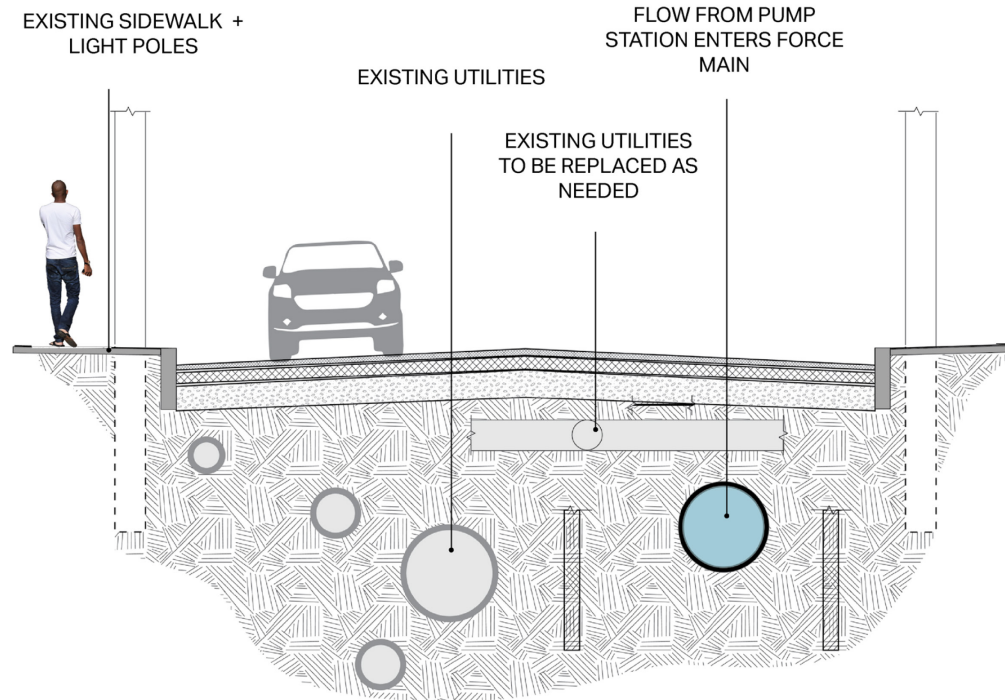 EXISTING SIDEWALK +
LIGHT POLES
EXISTING UTILITIES
EXISTING UTILITIES
TO BE REPLACED AS
NEEDED
FLOW FROM PUMP
STATION ENTERS FORCE
MAIN